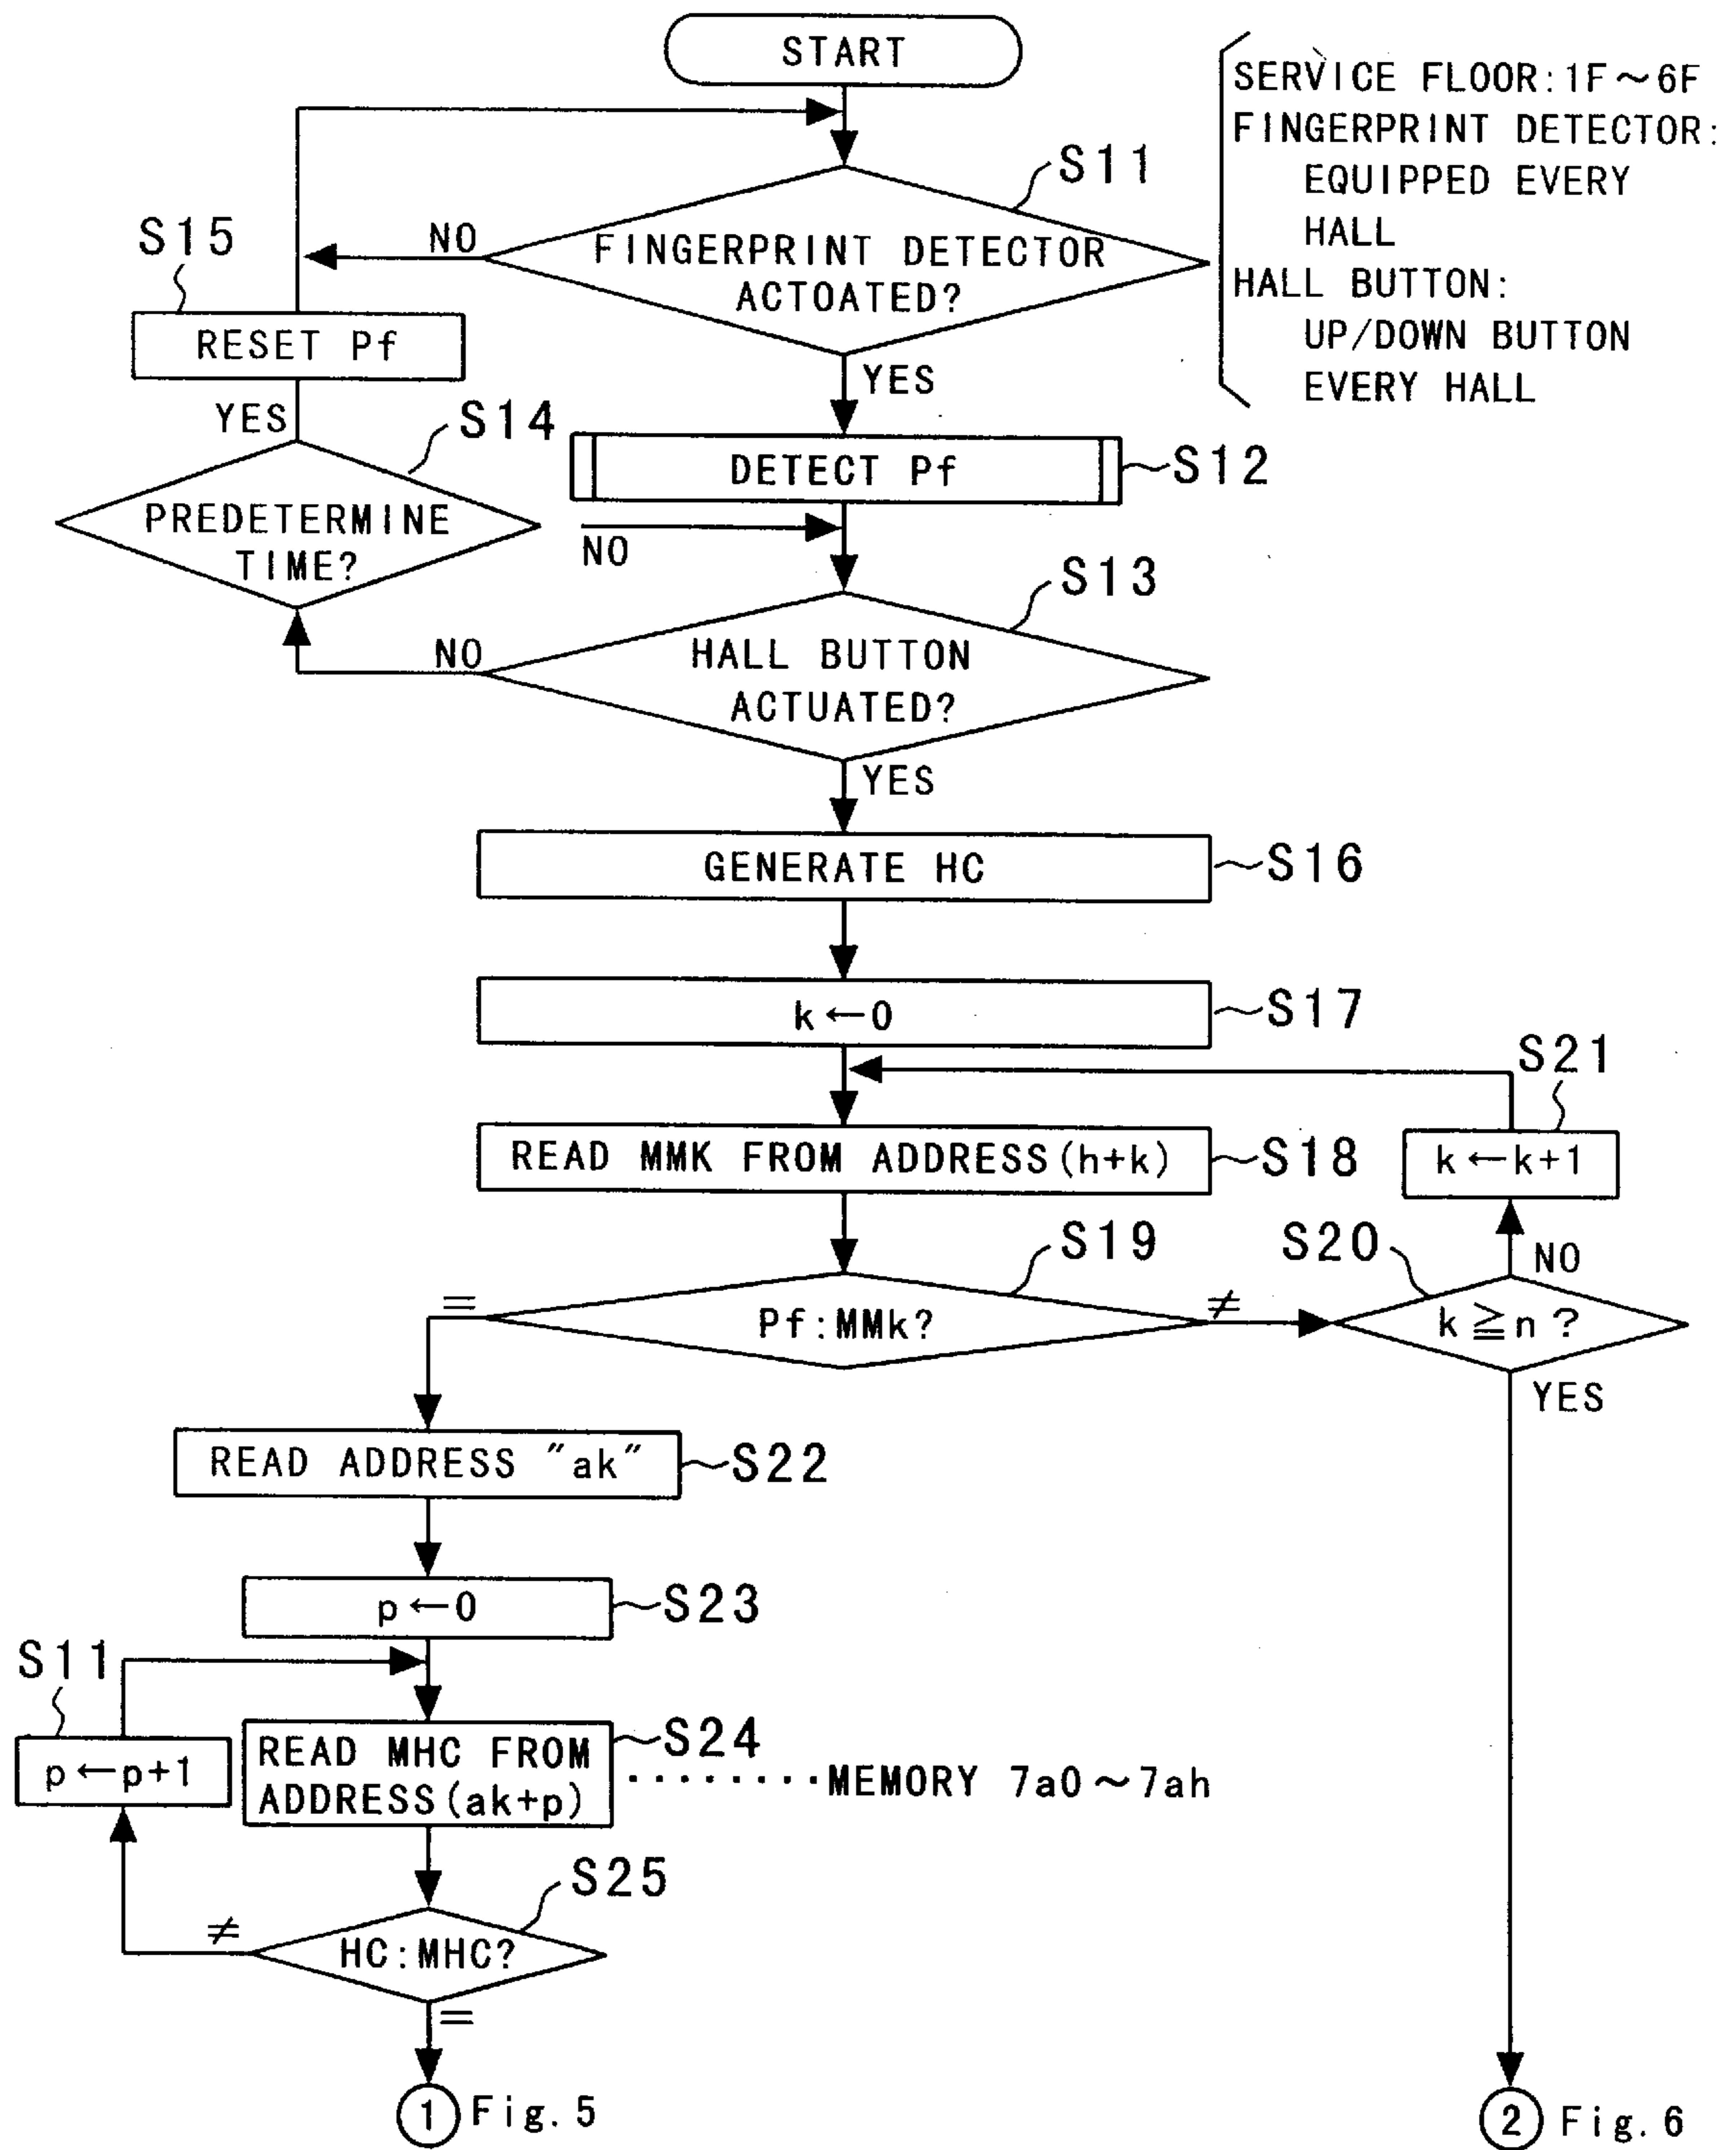 START
SERVICE FLOOR:1F~6F
FINGERPRINT DETECTOR:
EQUIPPED EVERY
HALL
HALL BUTTON:
UP/DOWN BUTTON
EVERY HALL
S11
FINGERPRINT DETECTOR
ACTOATED?
NO
YES
S15
RESET Pf
YES
S14
PREDETERMINE
TIME?
NO
DETECT Pf
S12
S13
HALL BUTTON
ACTUATED?
NO
YES
GENERATE HC
S16
k←0
S17
S21
k←k+1
READ MMK FROM ADDRESS(h+k)
S18
S19
Pf:MMk?
=
≠
S20
NO
k≧n?
YES
READ ADDRESS "ak"
S22
p←0
S23
S11
p←p+1
READ MHC FROM
ADDRESS(ak+p)
S24
········MEMORY 7a0~7ah
S25
HC:MHC?
≠
=
1 Fig.5
2 Fig.6